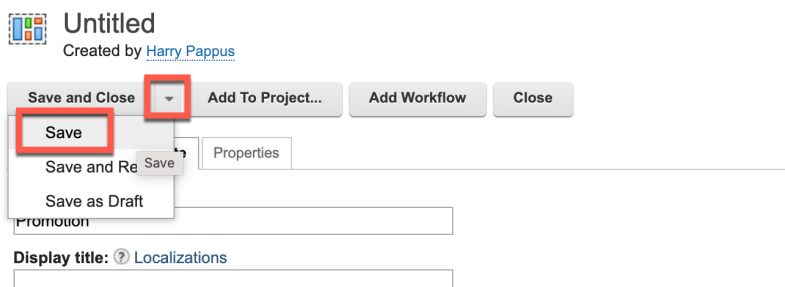 Untitled
Created by Harry Pappus
Save and Close
Add To Project...
Add Workflow
Close
Save
Save and Re
Save
Properties
Save as Draft
Promotion
Display title: ? Localizations